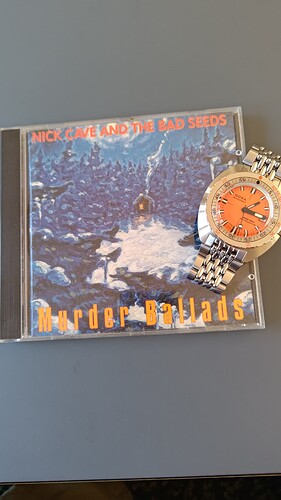 NICK CAVE AND THE BAD SEEDS
Murder Ballads